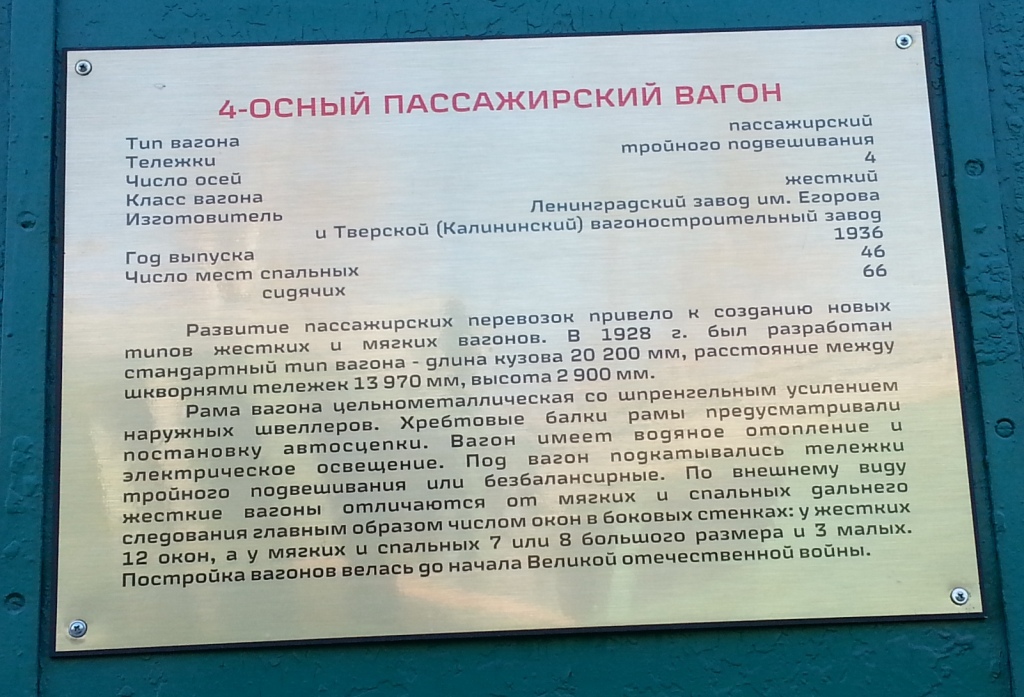 4-ОСНЫЙ ПАССАЖИРСКИЙ ВАГОН
Тип вагона пассажирский
Тележки тройного подвешивания
Число осей 4
Класс вагона жесткий
Изготовитель Ленинградский завод им. Егорова
и Тверской (Калининский) вагоностроительный завод
Год выпуска 1936
Число мест спальных 46
сидячих 66
Развитие пассажирских перевозок привело к созданию новых
типов жестких и мягких вагонов. В 1928 г. был разработан
стандартный тип вагона - длина кузова 20 200 мм, расстояние между
шкворнями тележек 13 970 мм, высота 2 900 мм.
Рама вагона цельнометаллическая со шпренгельным усилением
наружных швеллеров. Хребтовые балки рамы предусматривали
постановку автосцепки. Вагон имеет водяное отопление и
электрическое освещение. Под вагон подкатывались тележки
тройного подвешивания или безбалансирные. По внешнему виду
жесткие вагоны отличаются от мягких и спальных дальнего
следования главным образом числом окон в боковых стенках: у жестких
12 окон, а у мягких и спальных 7 или 8 большого размера и 3 малых.
Постройка вагонов велась до начала Великой отечественной войны.